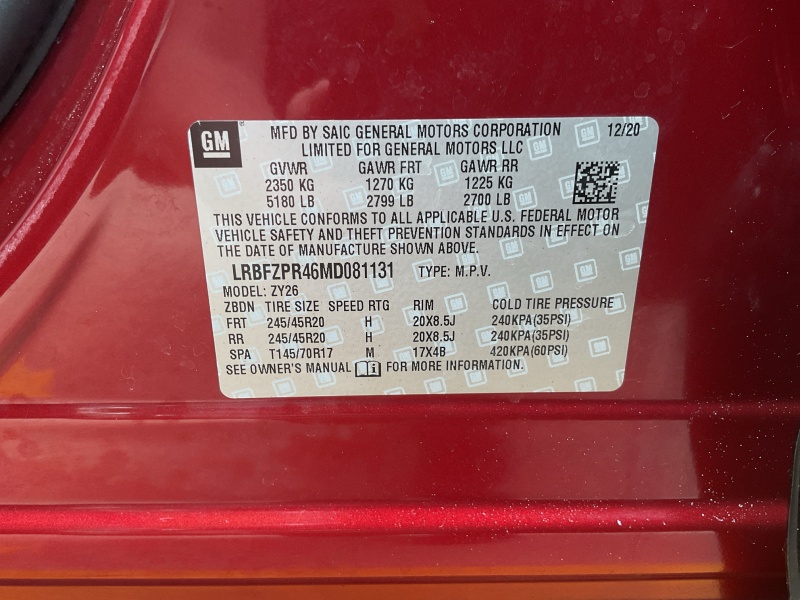 GM MFD BY SAIC GENERAL MOTORS CORPORATION 12/20
LIMITED FOR GENERAL MOTORS LLC
GVWR GAWR FRT GAWR RR
2350 KG 1270 KG 1225 KG
5180 LB 2799 LB 2700 LB
THIS VEHICLE CONFORMS TO ALL APPLICABLE U.S. FEDERAL MOTOR
VEHICLE SAFETY AND THEFT PREVENTION STANDARDS IN EFFECT ON
THE DATE OF MANUFACTURE SHOWN ABOVE.
LRBFZPR46MD081131 TYPE: M.P.V.
MODEL: ZY26
ZBDN TIRE SIZE SPEED RTG RIM COLD TIRE PRESSURE
FRT 245/45R20 H 20X8.5J 240KPA(35PSI)
RR 245/45R20 H 20X8.5J 240KPA(35PSI)
SPA T145/70R17 M 17X4B 420KPA(60PSI)
SEE OWNER'S MANUAL FOR MORE INFORMATION.